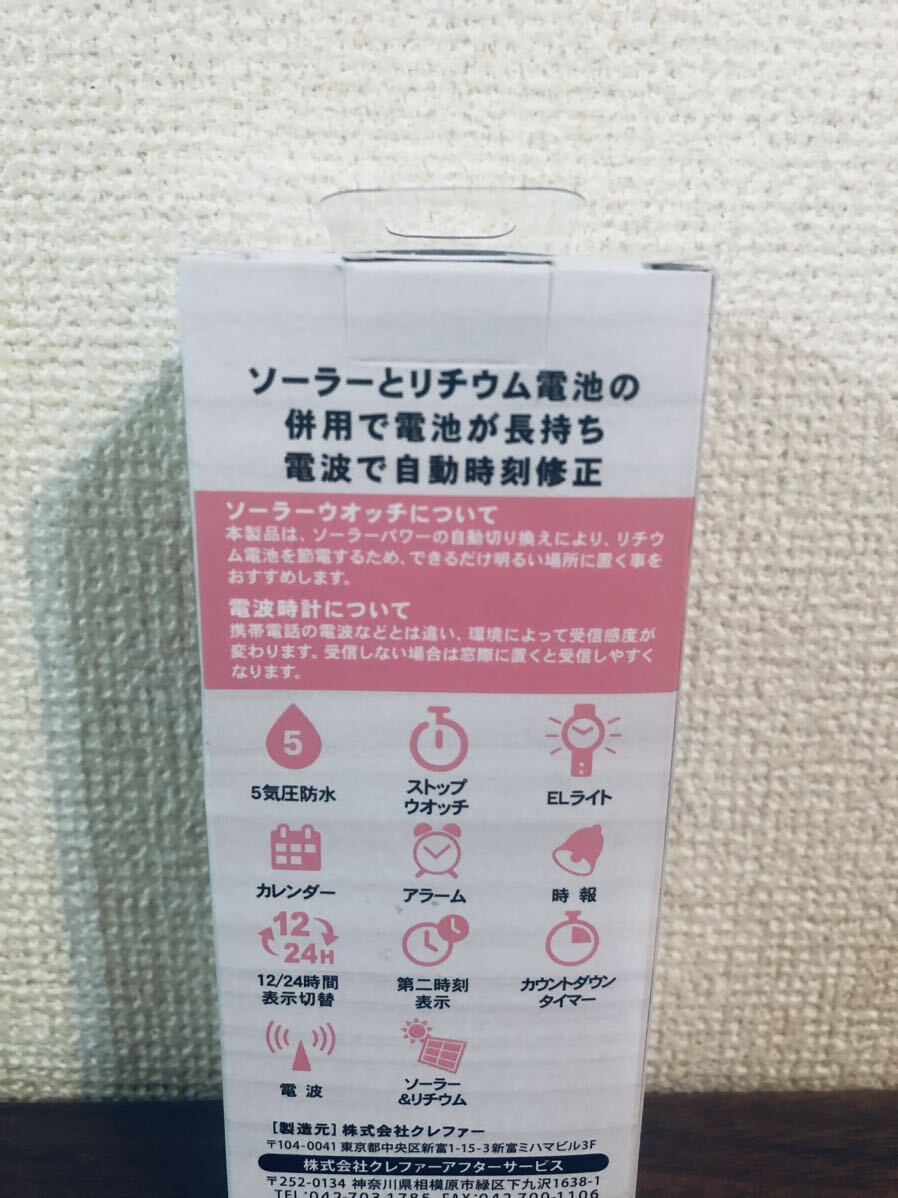 ソーラーとリチウム電池の
併用で電池が長持ち
電波で自動時刻修正
ソーラーウオッチについて
本製品は、ソーラーパワーの自動切り換えにより、リチウ
ム電池を節電するため、できるだけ明るい場所に置く事を
おすすめします。
電波時計について
携帯電話の電波などとは違い、環境によって受信感度が
変わります。受信しない場合は窓際に置くと受信しやすく
なります。
5
5気圧防水
ストップ
ウオッチ
ELライト
カレンダー
アラーム
時報
12
24H
12/24時間
表示切替
第二時刻
表示
カウントダウン
タイマー
電波
ソーラー
&リチウム
[製造元] 株式会社クレファー
〒104-0041 東京都中央区新富1-15-3新富ミハマビル3F
株式会社クレファーアフターサービス
〒252-0134 神奈川県相模原市緑区下九沢1638-1
TEL:042-703-1785 FAX:042-700-1106